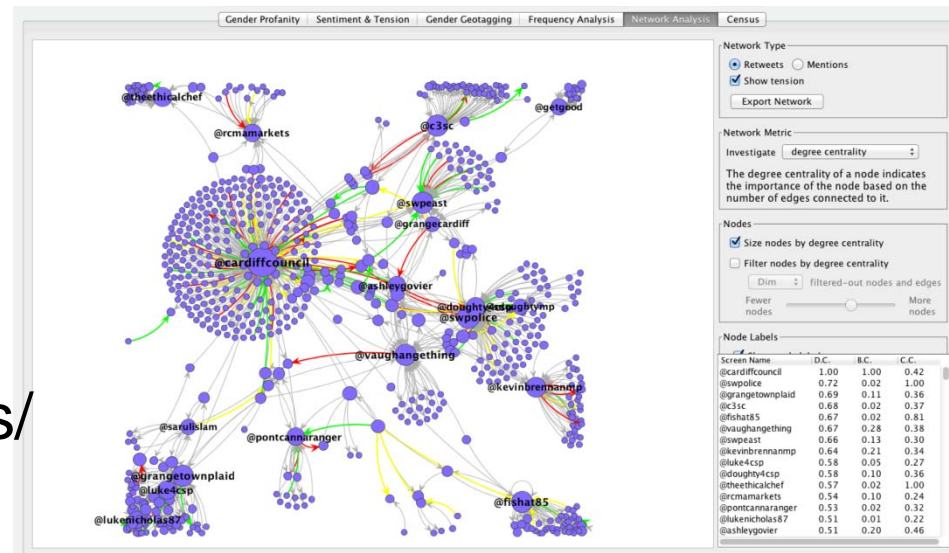 Gender Profanity Sentiment & Tension Gender Geotagging Frequency Analysis Network Analysis Census
s/
@theethicalchef
@rcmamarkets
@c3sc
@getgood
@swpeast
@grangecardiff
@cardiffcouncil
@ashleygovier
@swpolice
@vaughangething
@kevinbrennanmp
@sarulislam
@pontcannaranger
@grangetownplaid
@luke4csp
@lukenicholas87
@fishat85
Network Type
Retweets Mentions
Show tension
Export Network
Network Metric
Investigate degree centrality
The degree centrality of a node indicates
the importance of the node based on the
number of edges connected to it.
Nodes
Size nodes by degree centrality
Filter nodes by degree centrality
Dim filtered-out nodes and edges
Fewer nodes More nodes
Node Labels
Screen Name D.C. B.C. C.C.
@cardiffcouncil 1.00 1.00 0.42
@swpolice 0.72 0.02 1.00
@grangetownplaid 0.69 0.11 0.36
@c3sc 0.68 0.02 0.37
@fishat85 0.67 0.02 0.81
@vaughangething 0.67 0.28 0.38
@swpeast 0.66 0.13 0.30
@kevinbrennanmp 0.64 0.21 0.34
@luke4csp 0.58 0.05 0.27
@doughty4csp 0.58 0.10 0.36
@theethicalchef 0.57 0.02 1.00
@rcmamarkets 0.54 0.10 0.24
@pontcannaranger 0.53 0.02 0.32
@lukenicholas87 0.51 0.01 0.22
@ashleygovier 0.51 0.20 0.46